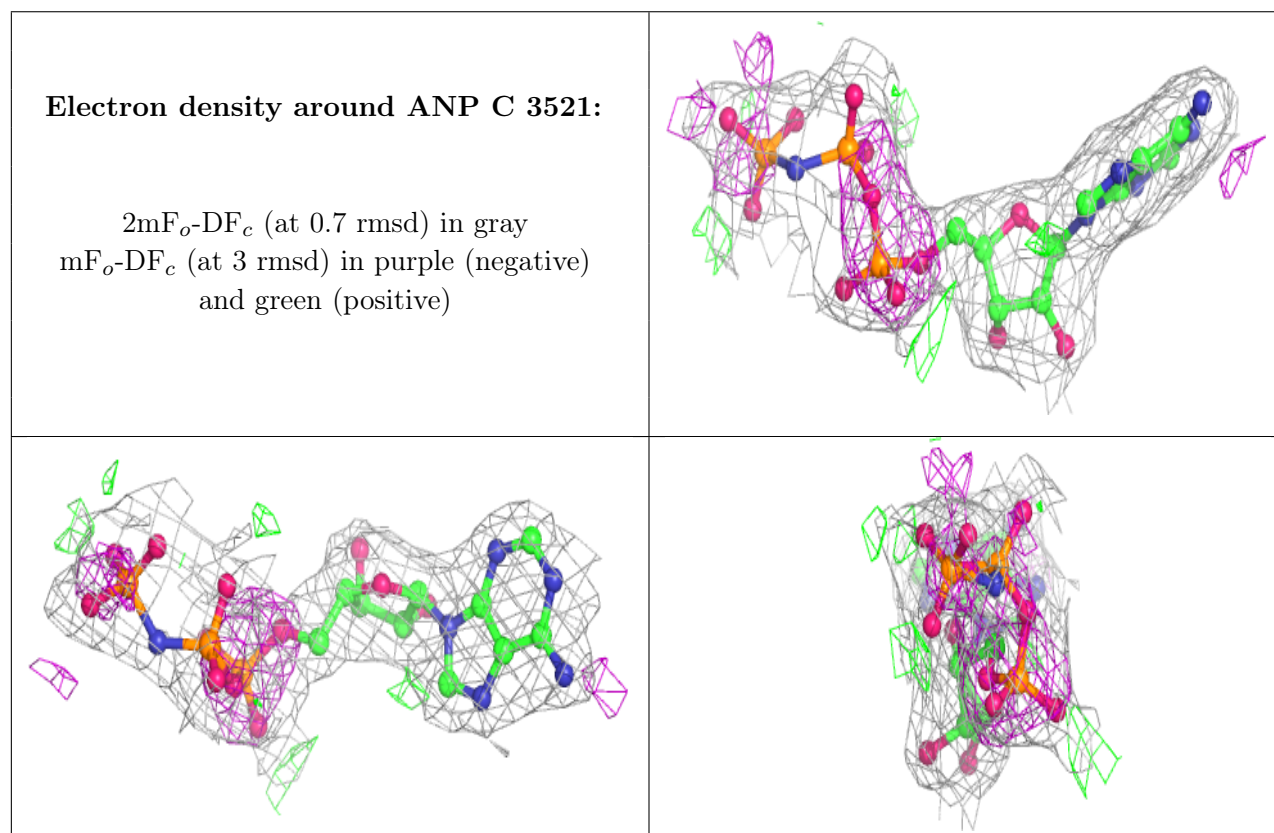 Electron density around ANP C 3521:
2mFo-DFc (at 0.7 rmsd) in gray
mFo-DFc (at 3 rmsd) in purple (negative)
and green (positive)